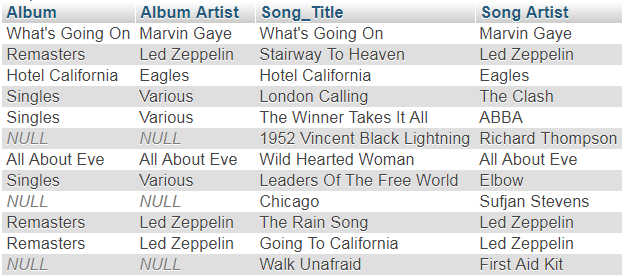 Album Album Artist Song_Title Song Artist
What's Going On Marvin Gaye What's Going On Marvin Gaye
Remasters Led Zeppelin Stairway To Heaven Led Zeppelin
Hotel California Eagles Hotel California Eagles
Singles Various London Calling The Clash
Singles Various The Winner Takes It All ABBA
NULL NULL 1952 Vincent Black Lightning Richard Thompson
All About Eve All About Eve Wild Hearted Woman All About Eve
Singles Various Leaders Of The Free World Elbow
NULL NULL Chicago Sufjan Stevens
Remasters Led Zeppelin The Rain Song Led Zeppelin
Remasters Led Zeppelin Going To California Led Zeppelin
NULL NULL Walk Unafraid First Aid Kit